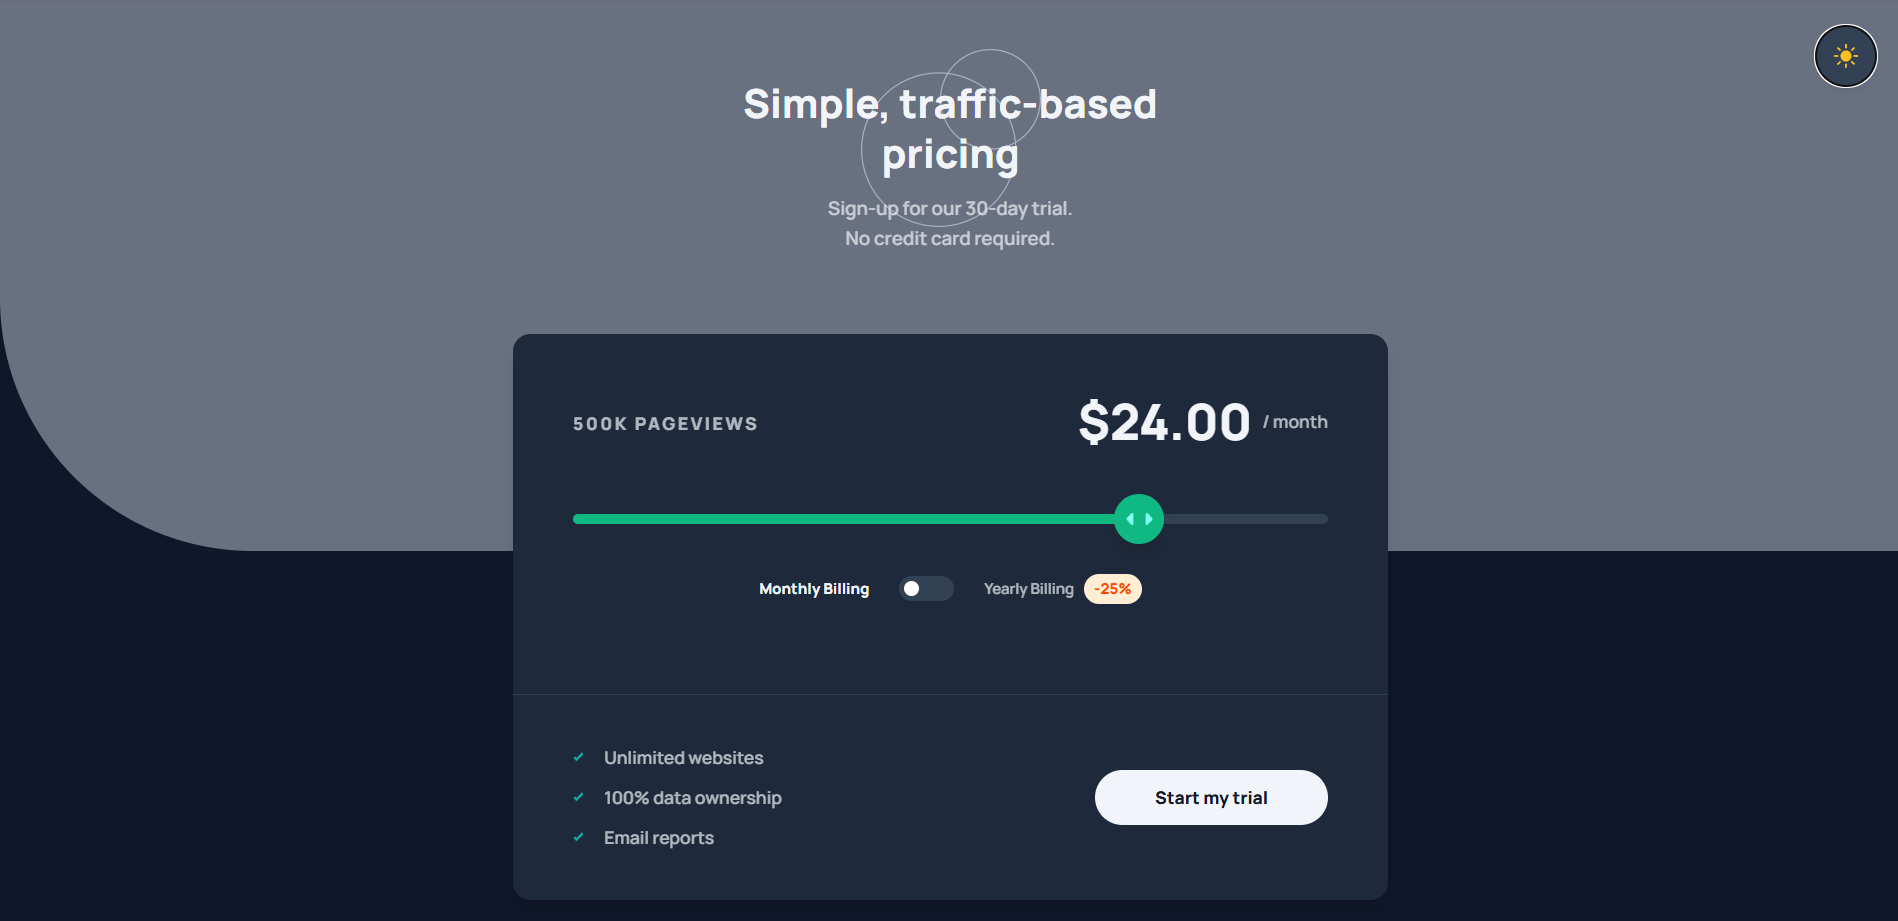 Simple, traffic-based
pricing
Sign-up for our 30-day trial.
No credit card required.
500K PAGEVIEWS
$24.00 / month
Monthly Billing
Yearly Billing -25%
Unlimited websites
100% data ownership
Email reports
Start my trial